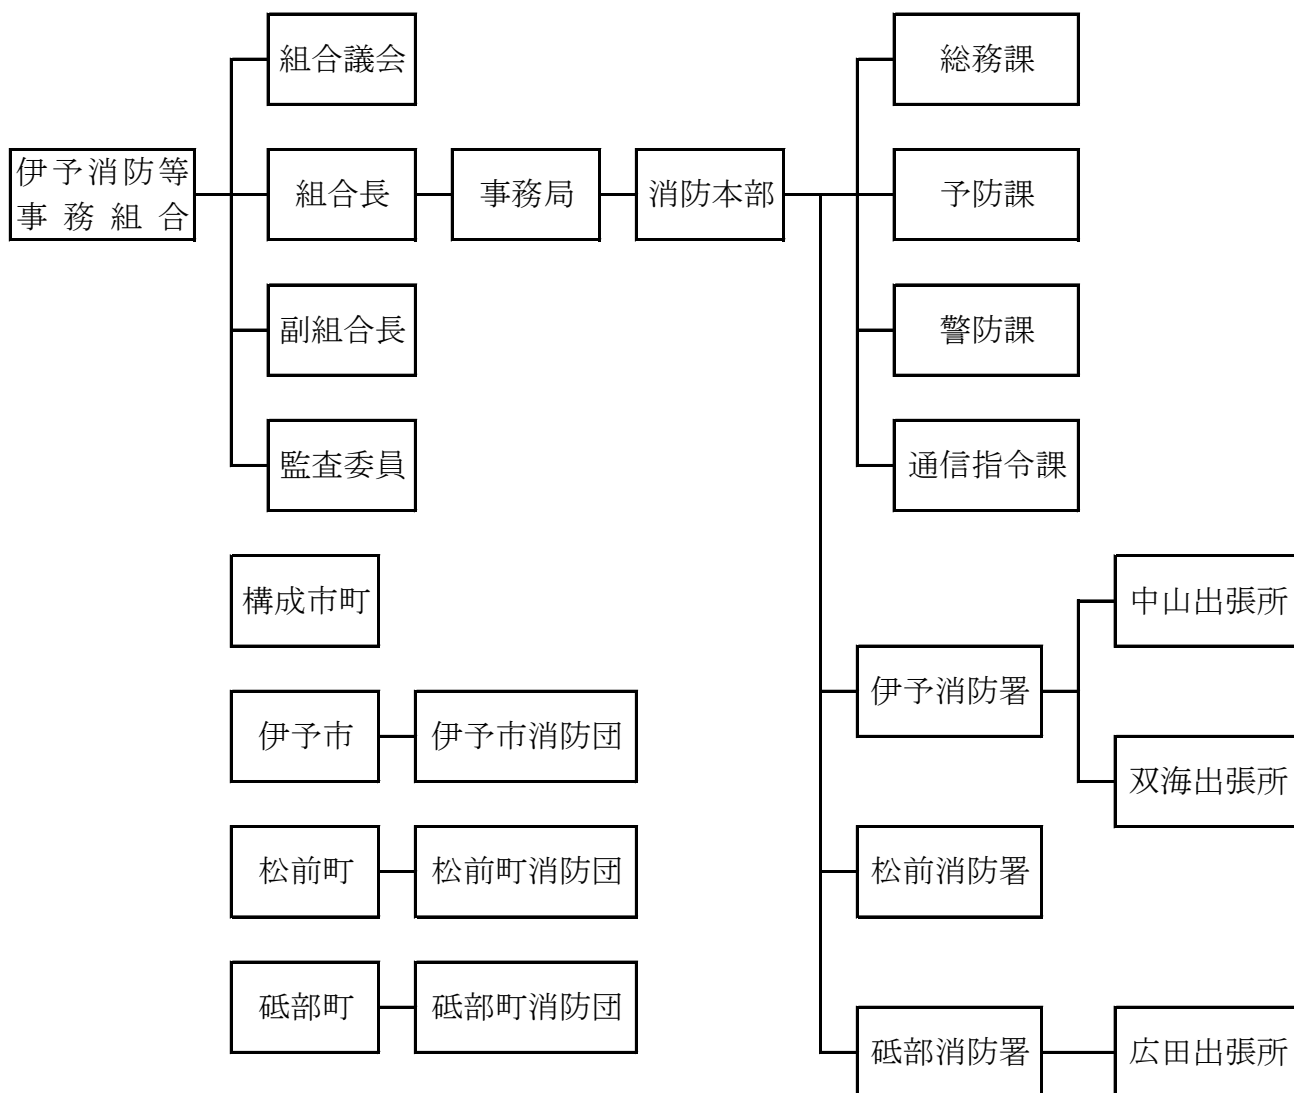 組合議会
総務課
伊予消防等
事務組合
組合長
事務局
消防本部
予防課
副組合長
警防課
監査委員
通信指令課
構成市町
中山出張所
伊予消防署
伊予市
伊予市消防団
双海出張所
松前町
松前町消防団
松前消防署
砥部町
砥部町消防団
砥部消防署
広田出張所